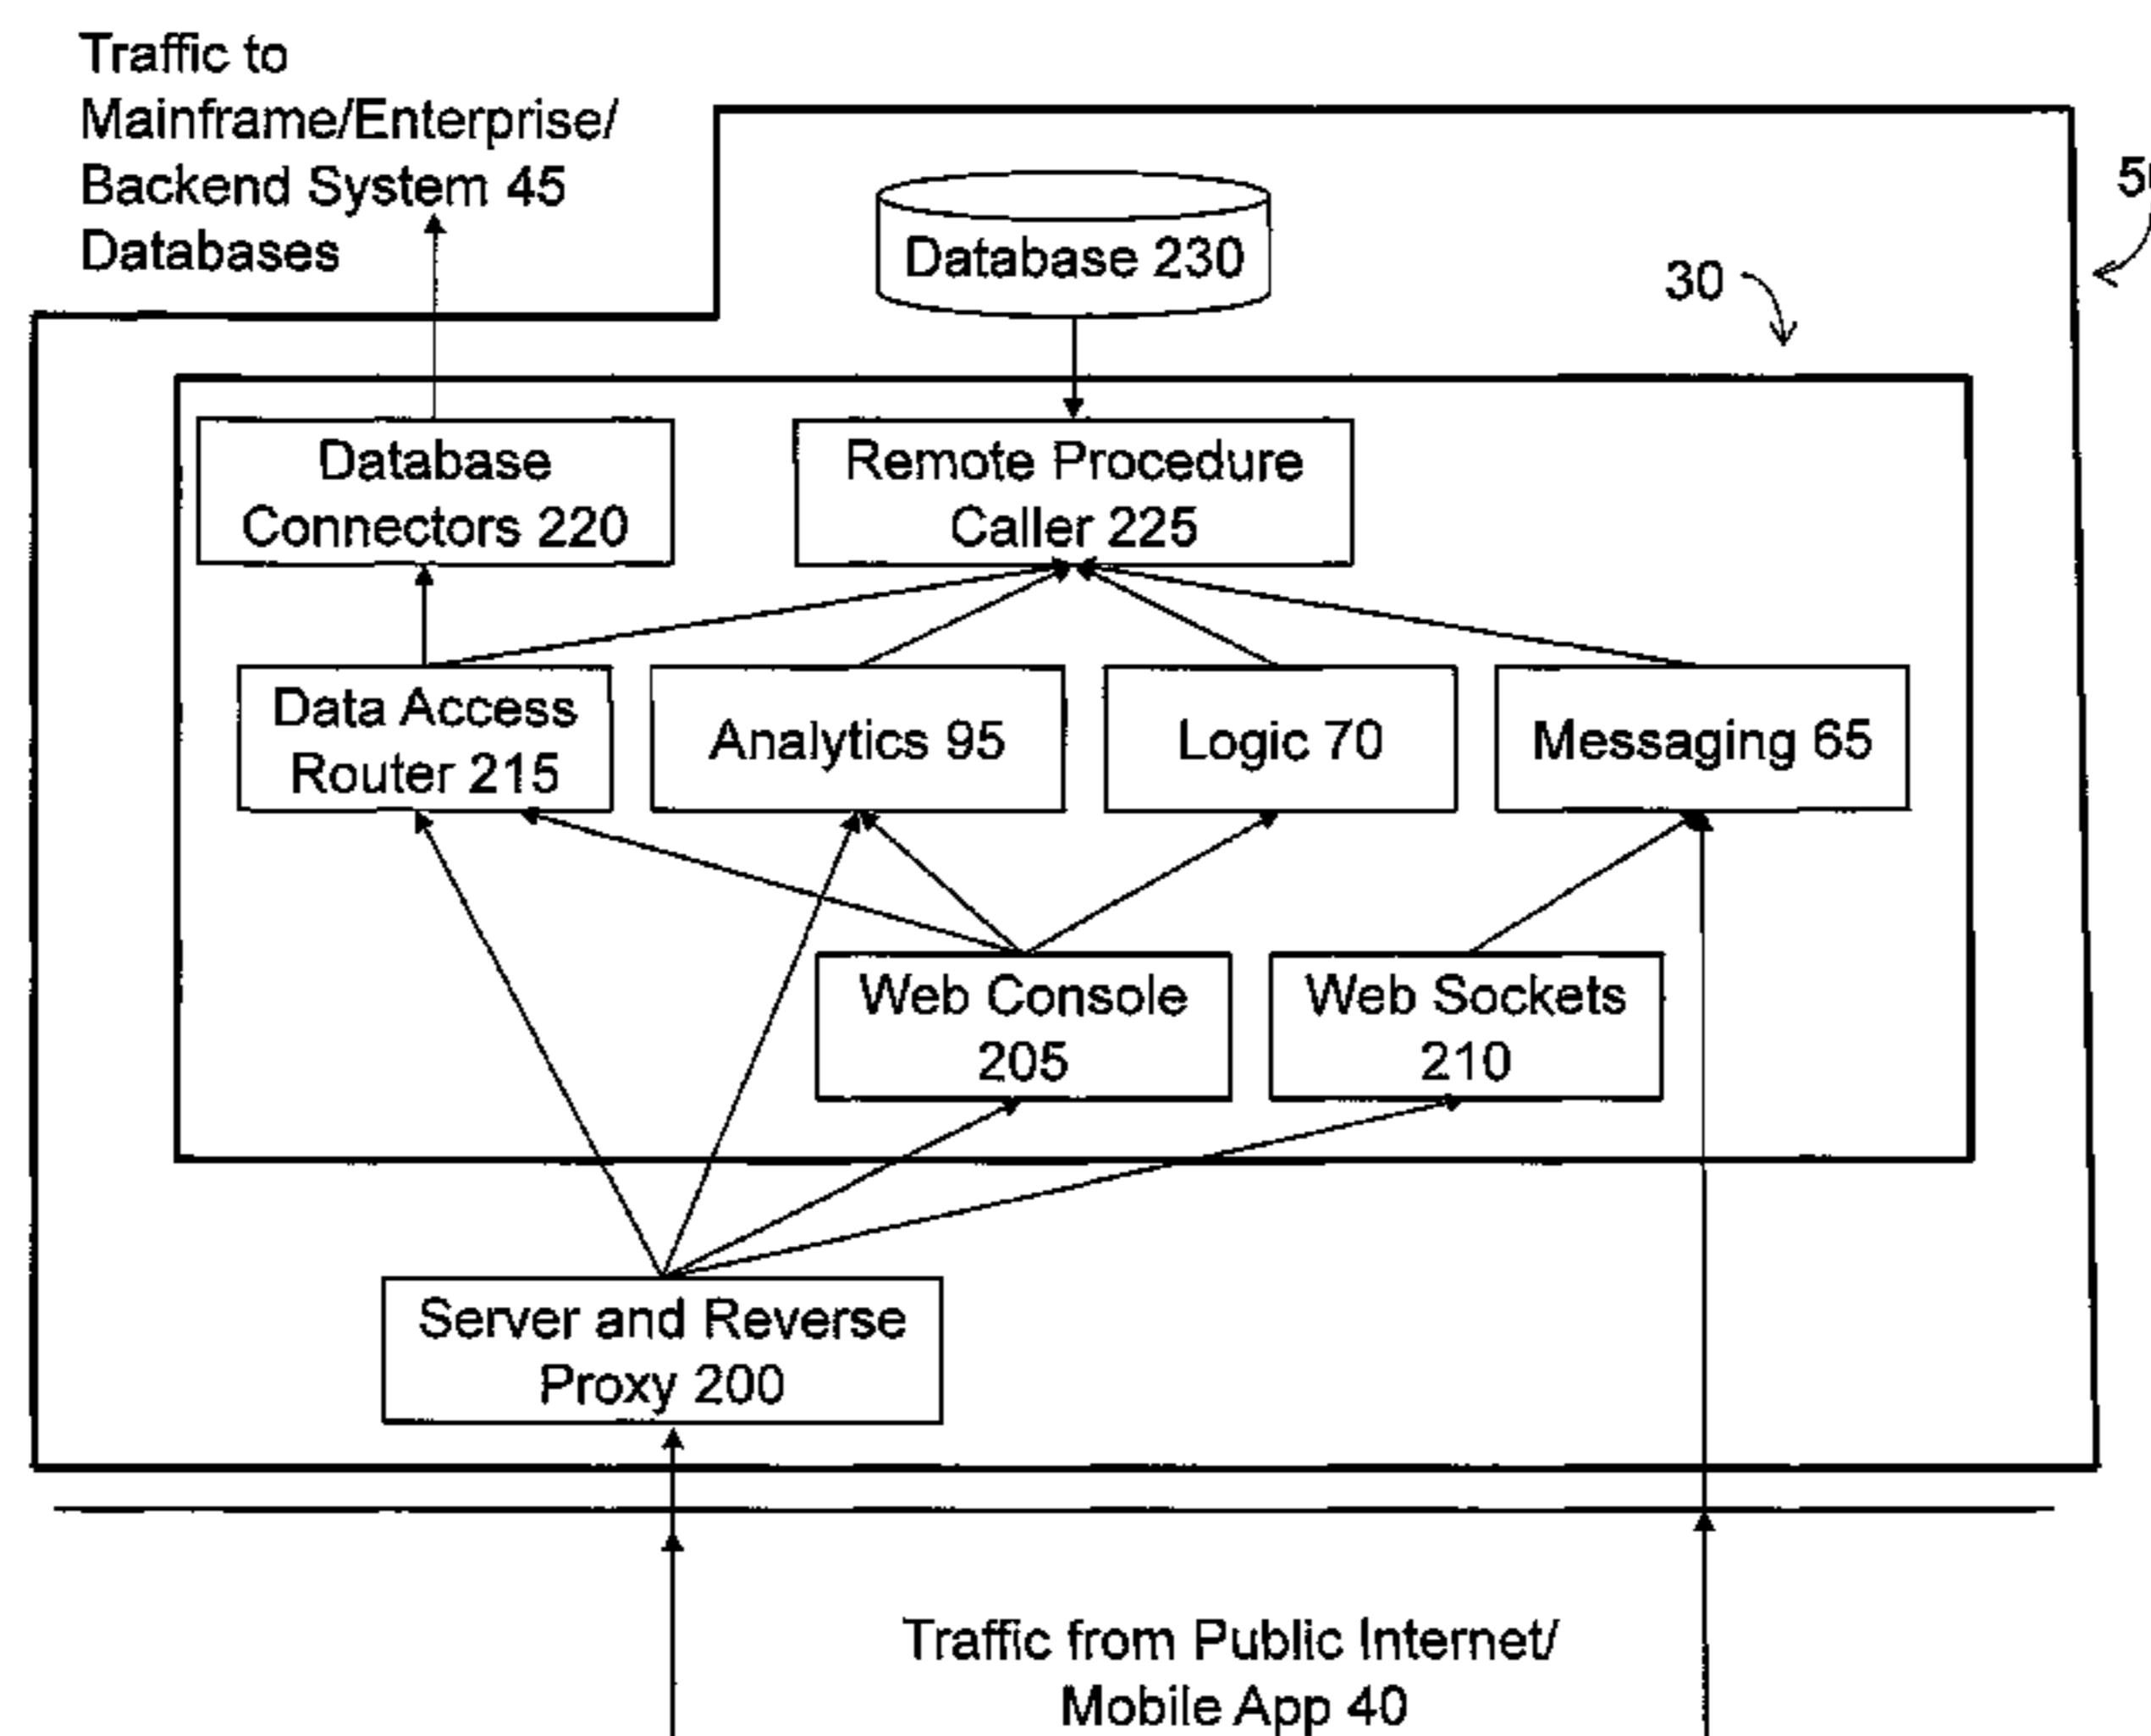 Traffic to
Mainframe/Enterprise/
Backend System 45
Databases
Database 230
30
Database
Connectors 220
Remote Procedure
Caller 225
Data Access
Router 215
Analytics 95
Logic 70
Messaging 65
Web Console
205
Web Sockets
210
Server and Reverse
Proxy 200
Traffic from Public Internet/
Mobile App 40